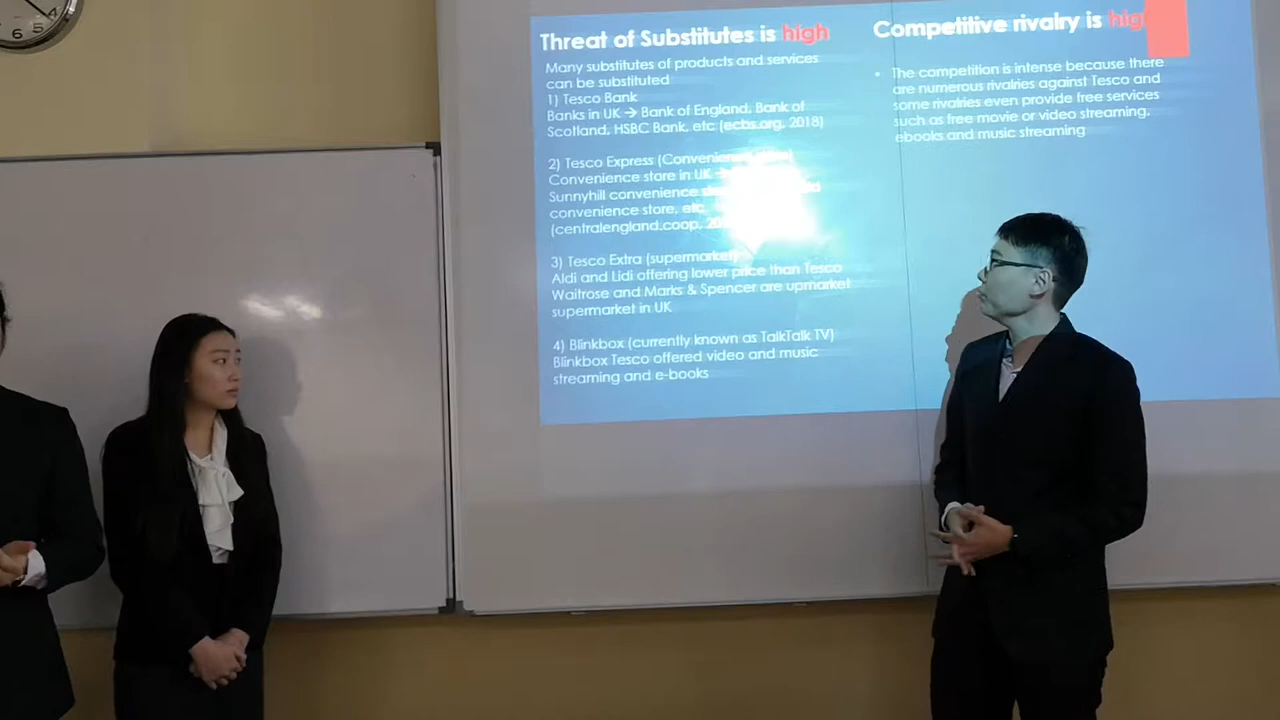 Threat of Substitutes is high
Many substitutes of products and services
can be substituted
1) Tesco Bank
Banks in UK → Bank of England, Bank of
Scotland, HSBC Bank, etc (ecbs.org, 2018)
2) Tesco Express (Convenience
Convenience store in UK
Sunnyhill convenience
convenience store, etc
(centralengland.coop,
3) Tesco Extra (supermarket)
Aldi and Lidi offering lower price than Tesco
Waitrose and Marks & Spencer are upmarket
supermarket in UK
4) Blinkbox (currently known as TalkTalk TV)
Blinkbox Tesco offered video and music
streaming and e-books
Competitive rivalry is hig
• The competition is intense because there
are numerous rivalries against Tesco and
some rivalries even provide free services
such as free movie or video streaming,
ebooks and music streaming
4
5
6